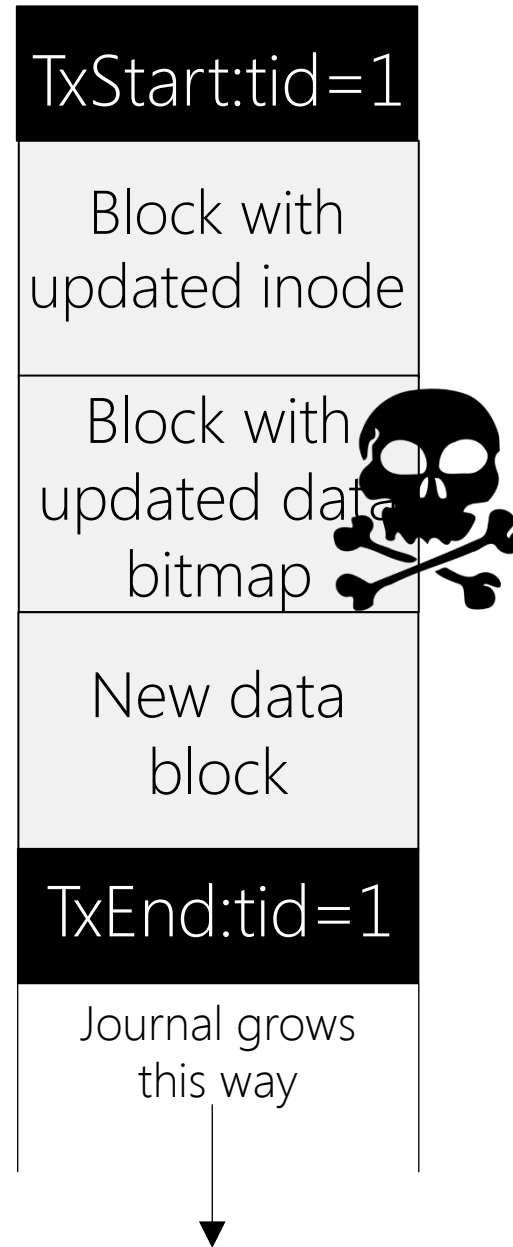 TxStart:tid=1
Block with
updated inode
Block with
updated data
bitmap
New data
block
TxEnd:tid=1
Journal grows
this way